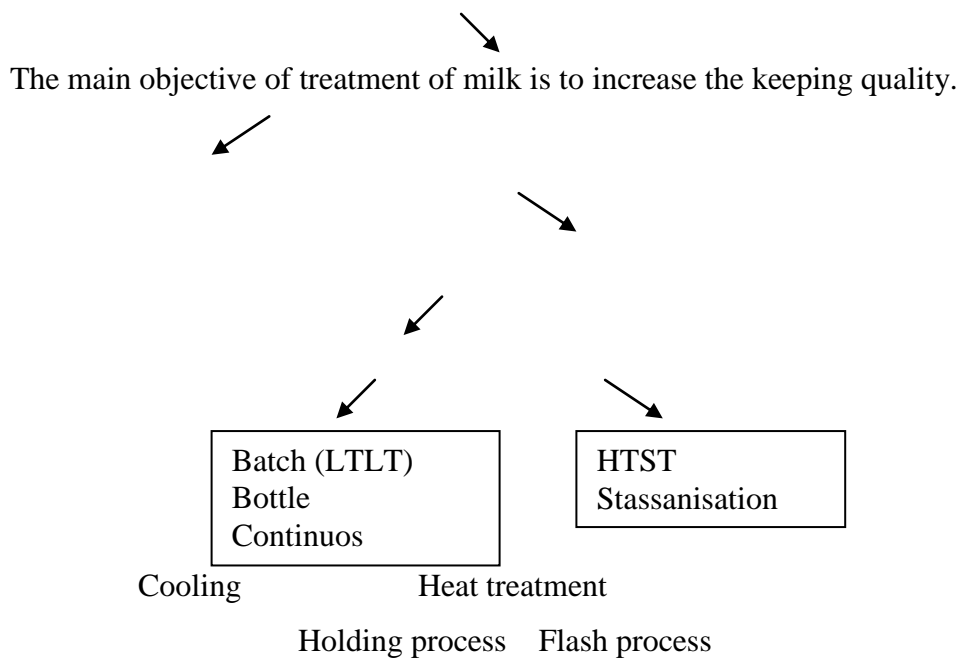 The main objective of treatment of milk is to increase the keeping quality.
Batch (LTLT)
Bottle
Continuos
HTST
Stassanisation
Cooling Heat treatment
Holding process Flash process